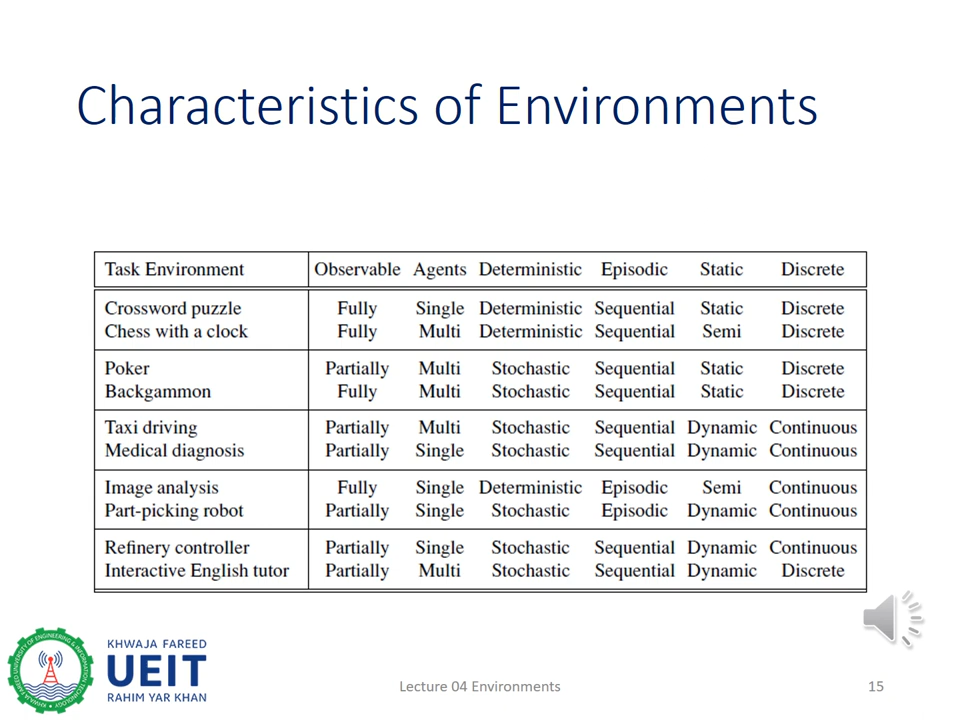 Characteristics of Environments
Task Environment Observable Agents Deterministic Episodic Static Discrete
Crossword puzzle Fully Single Deterministic Sequential Static Discrete
Chess with a clock Fully Multi Deterministic Sequential Semi Discrete
Poker Partially Multi Stochastic Sequential Static Discrete
Backgammon Fully Multi Stochastic Sequential Static Discrete
Taxi driving Partially Multi Stochastic Sequential Dynamic Continuous
Medical diagnosis Partially Single Stochastic Sequential Dynamic Continuous
Image analysis Fully Single Deterministic Episodic Semi Continuous
Part-picking robot Partially Single Stochastic Episodic Dynamic Continuous
Refinery controller Partially Single Stochastic Sequential Dynamic Continuous
Interactive English tutor Partially Multi Stochastic Sequential Dynamic Discrete
KHWAJA FAREED
UEIT
RAHIM YAR KHAN
Lecture 04 Environments
15